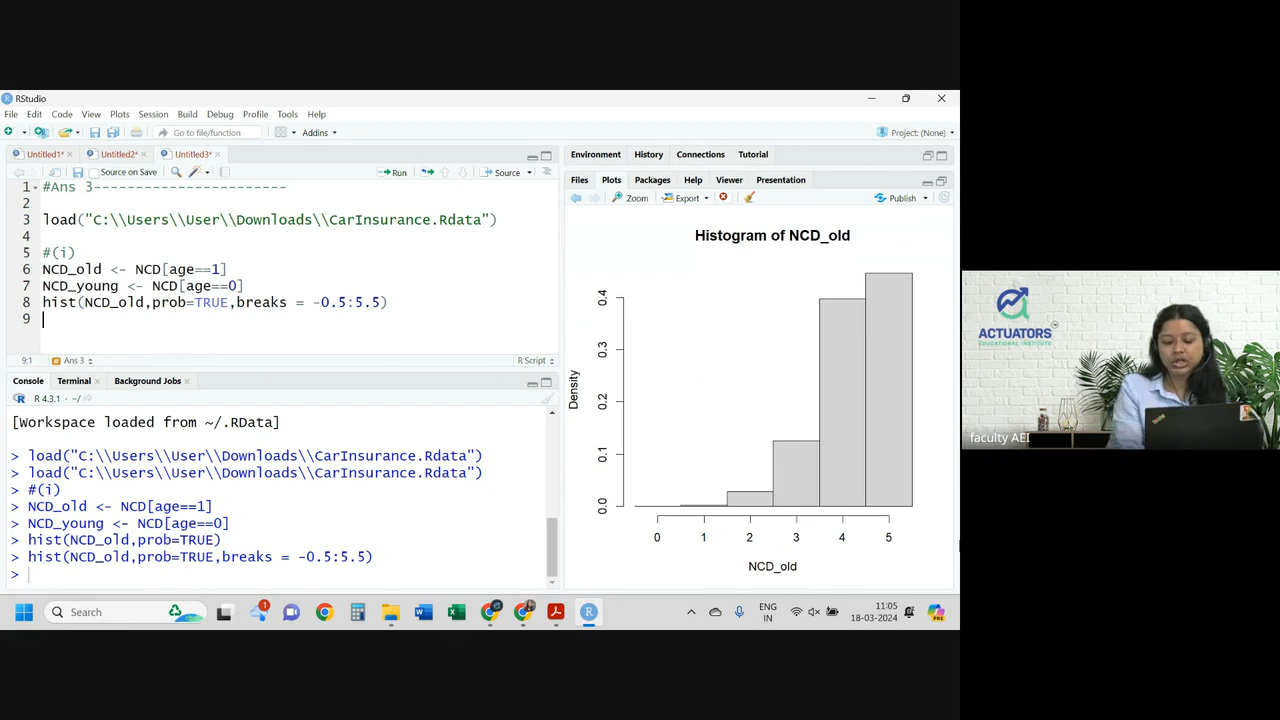 RStudio
File Edit Code View Plots Session Build Debug Profile Tools Help
Go to file/function Addins Project: (None)
Untitled1* Untitled2* Untitled3*
Source on Save Run Source
1 #Ans 3-----------------------
2
3 load("C:\\Users\\User\\Downloads\\CarInsurance.Rdata")
4
5 #(i)
6 NCD_old <- NCD[age==1]
7 NCD_young <- NCD[age==0]
8 hist(NCD_old,prob=TRUE,breaks = -0.5:5.5)
9
9:1 Ans 3 R Script
Console Terminal Background Jobs
R 4.3.1 · ~/
[Workspace loaded from ~/.RData]
> load("C:\\Users\\User\\Downloads\\CarInsurance.Rdata")
> load("C:\\Users\\User\\Downloads\\CarInsurance.Rdata")
> #(i)
> NCD_old <- NCD[age==1]
> NCD_young <- NCD[age==0]
> hist(NCD_old,prob=TRUE)
> hist(NCD_old,prob=TRUE,breaks = -0.5:5.5)
>
Environment History Connections Tutorial
Files Plots Packages Help Viewer Presentation
Zoom Export Publish
Histogram of NCD_old
Density
0.4
0.3
0.2
0.1
0.0
0 1 2 3 4 5
NCD_old
Search
1
ENG
IN
11:05
18-03-2024
PRE
ACTUATORS
EDUCATIONAL INSTITUTE
TM
faculty AEI
ThinkPad